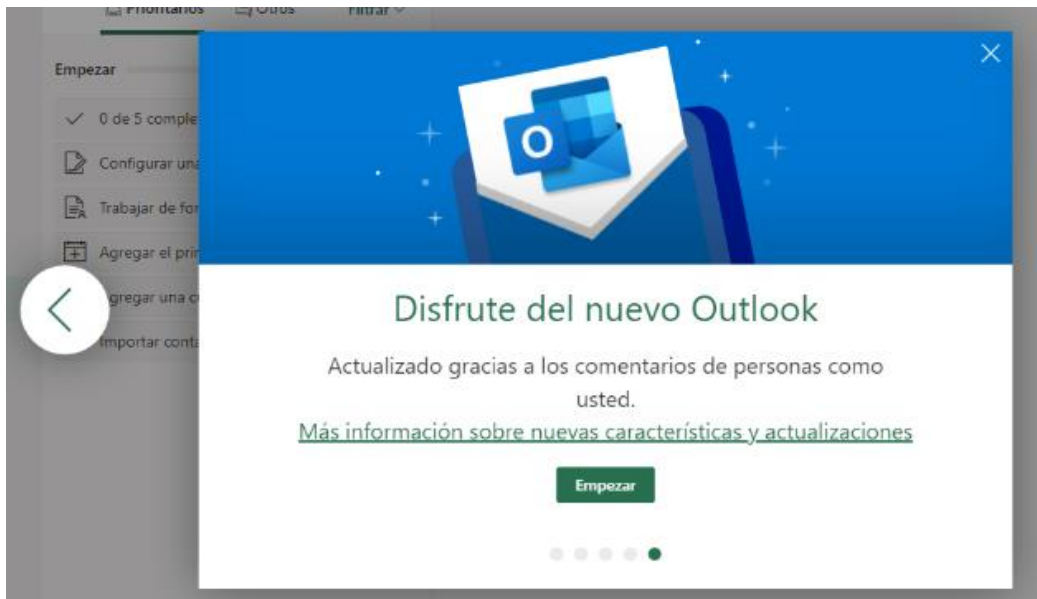 Prioritarios Otros Filtrar
Empezar
0 de 5 comple
Configurar una
Trabajar de for
Agregar el prin
gregar una cu
Importar conta
O
Disfrute del nuevo Outlook
Actualizado gracias a los comentarios de personas como
usted.
Más información sobre nuevas características y actualizaciones
Empezar